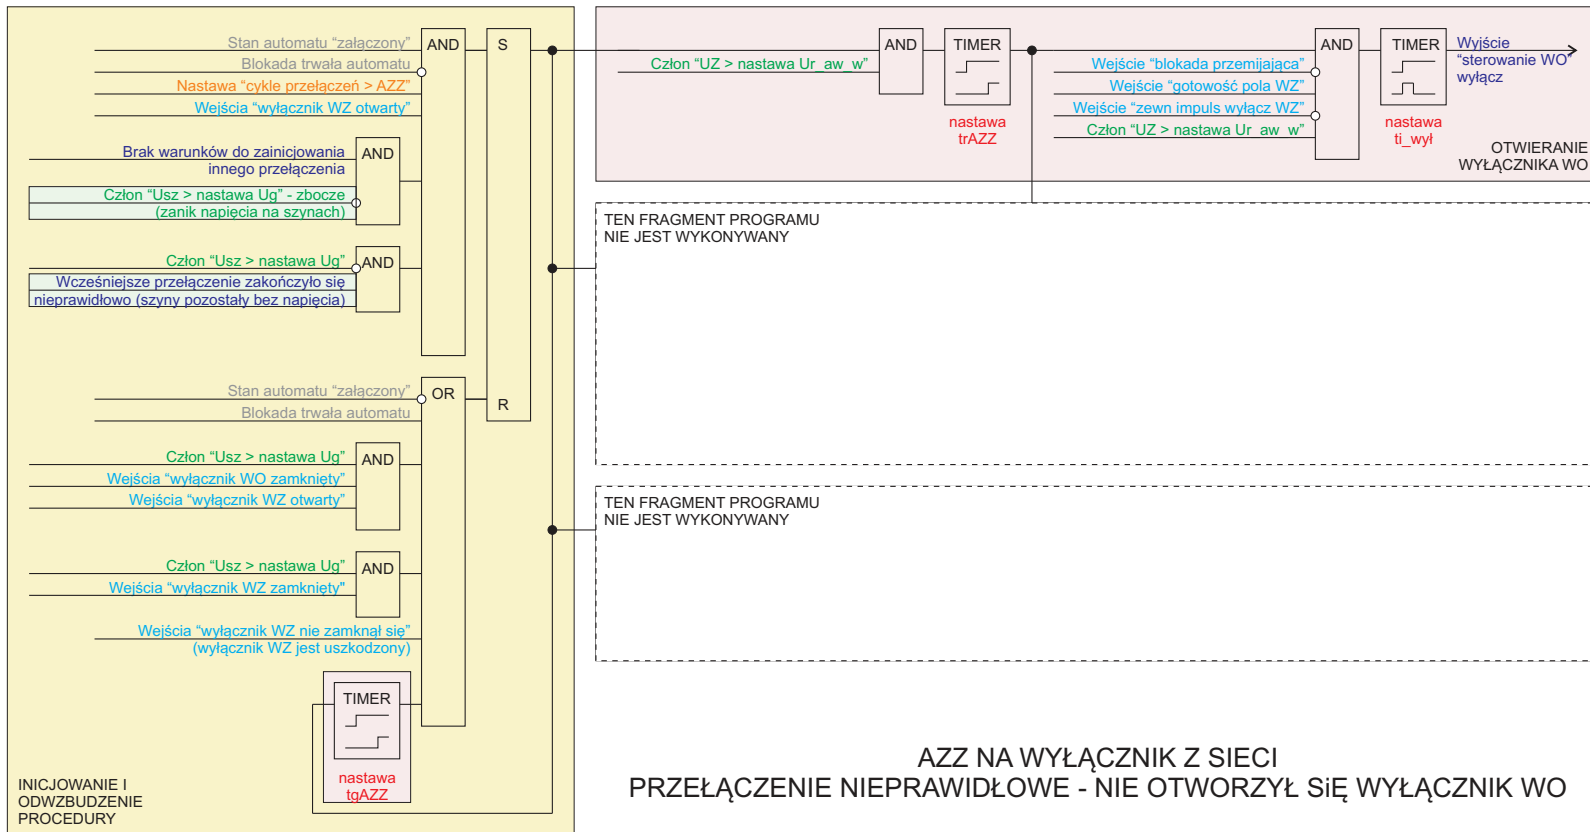 Stan automatu “załączony”
Blokada trwała automatu
Nastawa “cykle przełączeń > AZZ”
Wejścia “wyłącznik WZ otwarty”
AND
S
Brak warunków do zainicjowania
innego przełączenia
AND
Człon “Usz > nastawa Ug” - zbocze
(zanik napięcia na szynach)
Człon “Usz > nastawa Ug”
AND
Wcześniejsze przełączenie zakończyło się
nieprawidłowo (szyny pozostały bez napięcia)
Stan automatu “załączony”
Blokada trwała automatu
OR
R
Człon “Usz > nastawa Ug”
AND
Wejścia “wyłącznik WO zamknięty”
Wejścia “wyłącznik WZ otwarty”
Człon “Usz > nastawa Ug”
AND
Wejścia “wyłącznik WZ zamknięty"
Wejścia “wyłącznik WZ nie zamknął się”
(wyłącznik WZ jest uszkodzony)
TIMER
nastawa
tgAZZ
INICJOWANIE I
ODWZBUDZENIE
PROCEDURY
Człon “UZ > nastawa Ur_aw_w”
AND
TIMER
nastawa
trAZZ
Wejście “blokada przemijająca”
Wejście “gotowość pola WZ”
Wejście “zewn impuls wyłącz WZ”
Człon “UZ > nastawa Ur_aw_w”
AND
TIMER
nastawa
ti_wył
Wyjście
“sterowanie WO”
wyłącz
OTWIERANIE
WYŁĄCZNIKA WO
TEN FRAGMENT PROGRAMU
NIE JEST WYKONYWANY
TEN FRAGMENT PROGRAMU
NIE JEST WYKONYWANY
AZZ NA WYŁĄCZNIK Z SIECI
PRZEŁĄCZENIE NIEPRAWIDŁOWE - NIE OTWORZYŁ SiĘ WYŁĄCZNIK WO